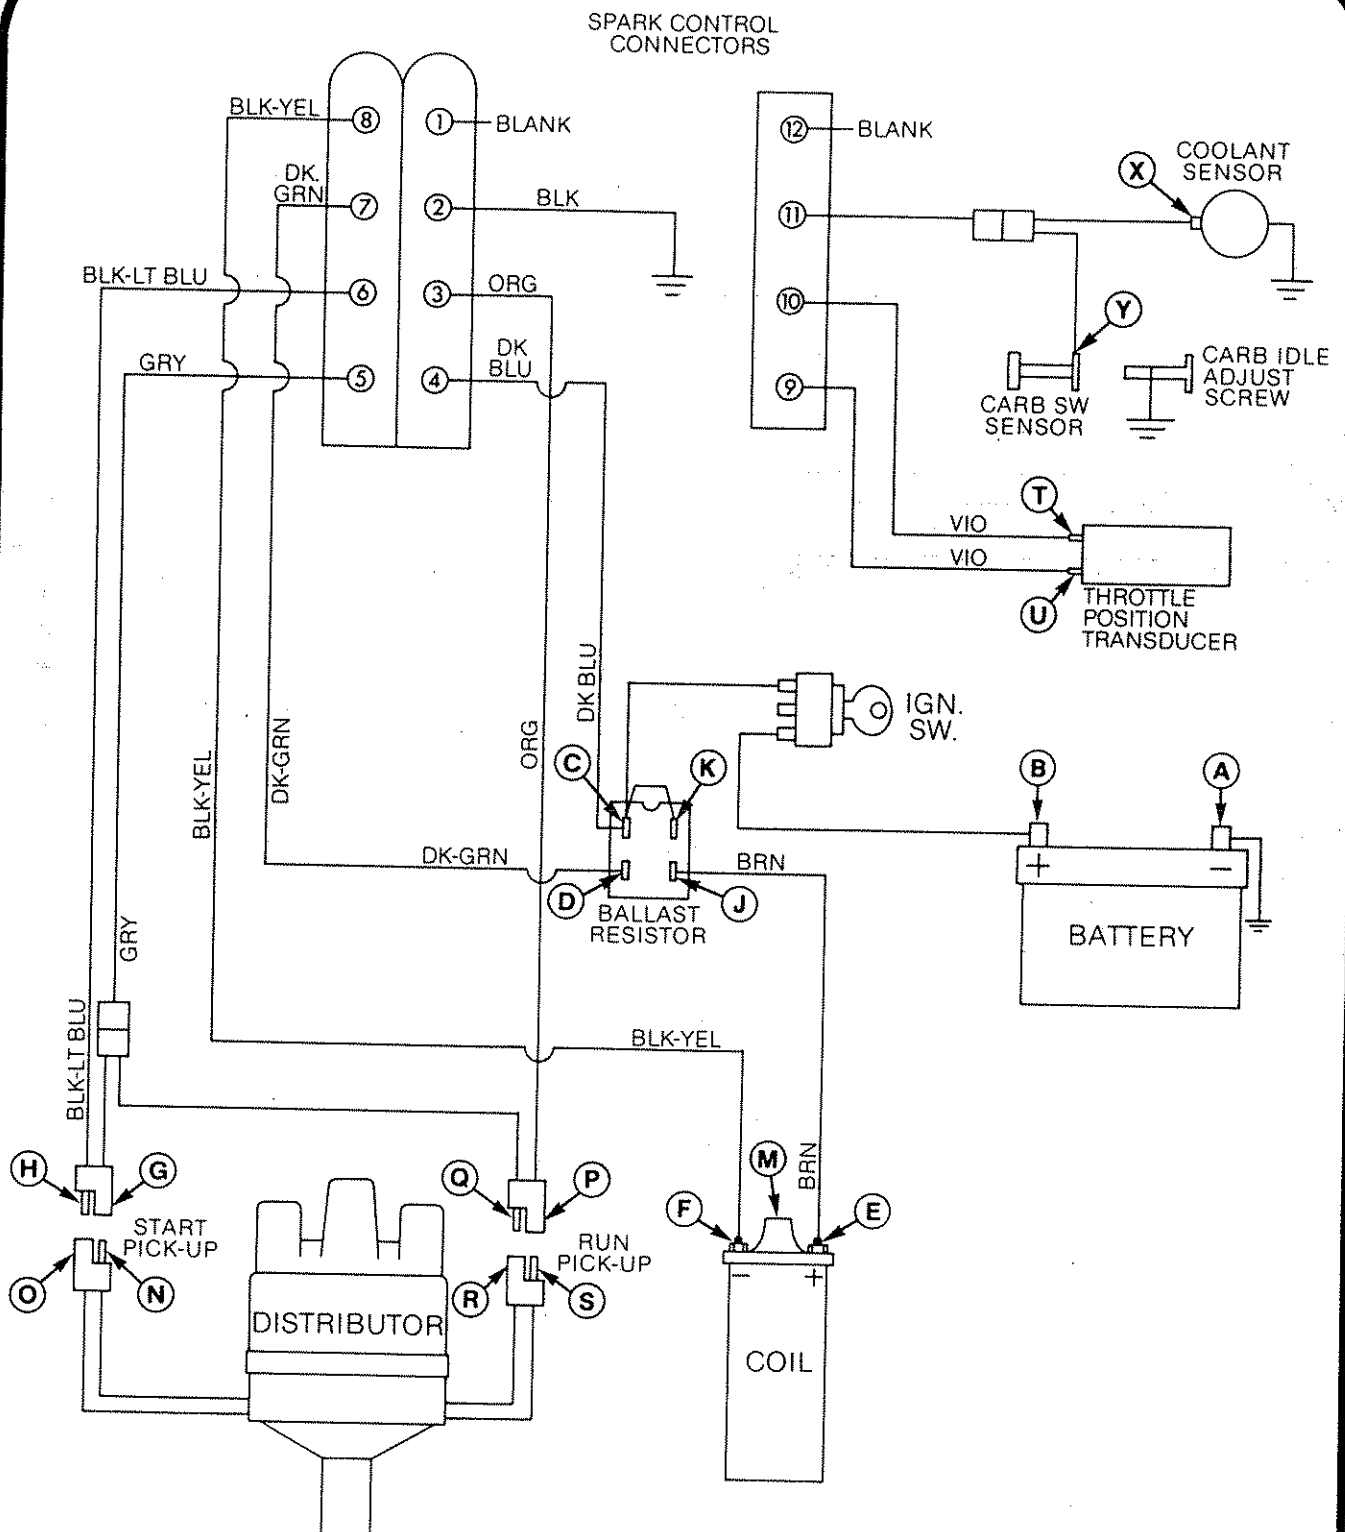 SPARK CONTROL
CONNECTORS
BLK-YEL
8
1
BLANK
12
BLANK
COOLANT
SENSOR
X
DK.
GRN
7
2
BLK
11
BLK-LT BLU
6
3
ORG
10
Y
GRY
5
4
DK
BLU
9
CARB IDLE
ADJUST
SCREW
CARB SW
SENSOR
T
VIO
VIO
U
THROTTLE
POSITION
TRANSDUCER
DK BLU
IGN.
SW.
ORG
DK-GRN
BLK-YEL
C
K
B
A
DK-GRN
BRN
+
−
D
J
BALLAST
RESISTOR
BATTERY
GRY
BLK-LT BLU
BLK-YEL
BRN
H
G
Q
P
M
F
E
START
PICK-UP
RUN
PICK-UP
−
+
O
N
R
S
DISTRIBUTOR
COIL